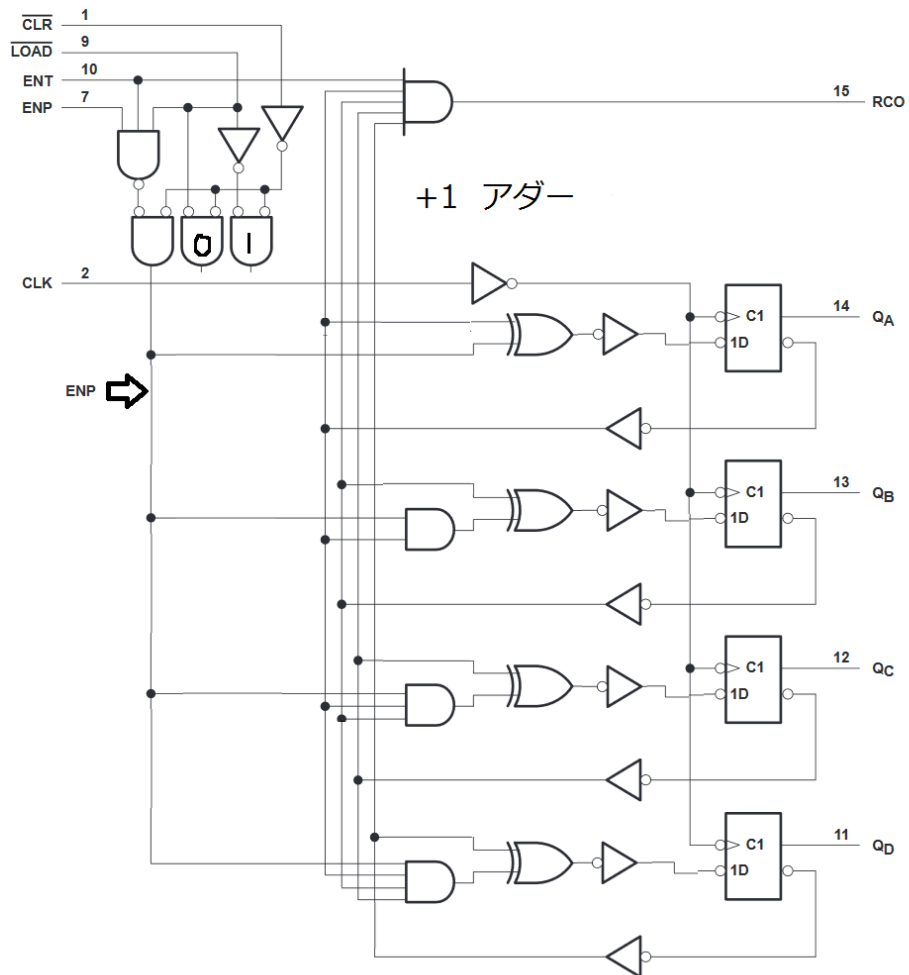 CLR 1
LOAD 9
ENT 10
ENP 7
15 RCO
+1 アダー
0 1
CLK 2
C1 14 QA
1D
ENP
C1 13 QB
1D
C1 12 QC
1D
C1 11 QD
1D